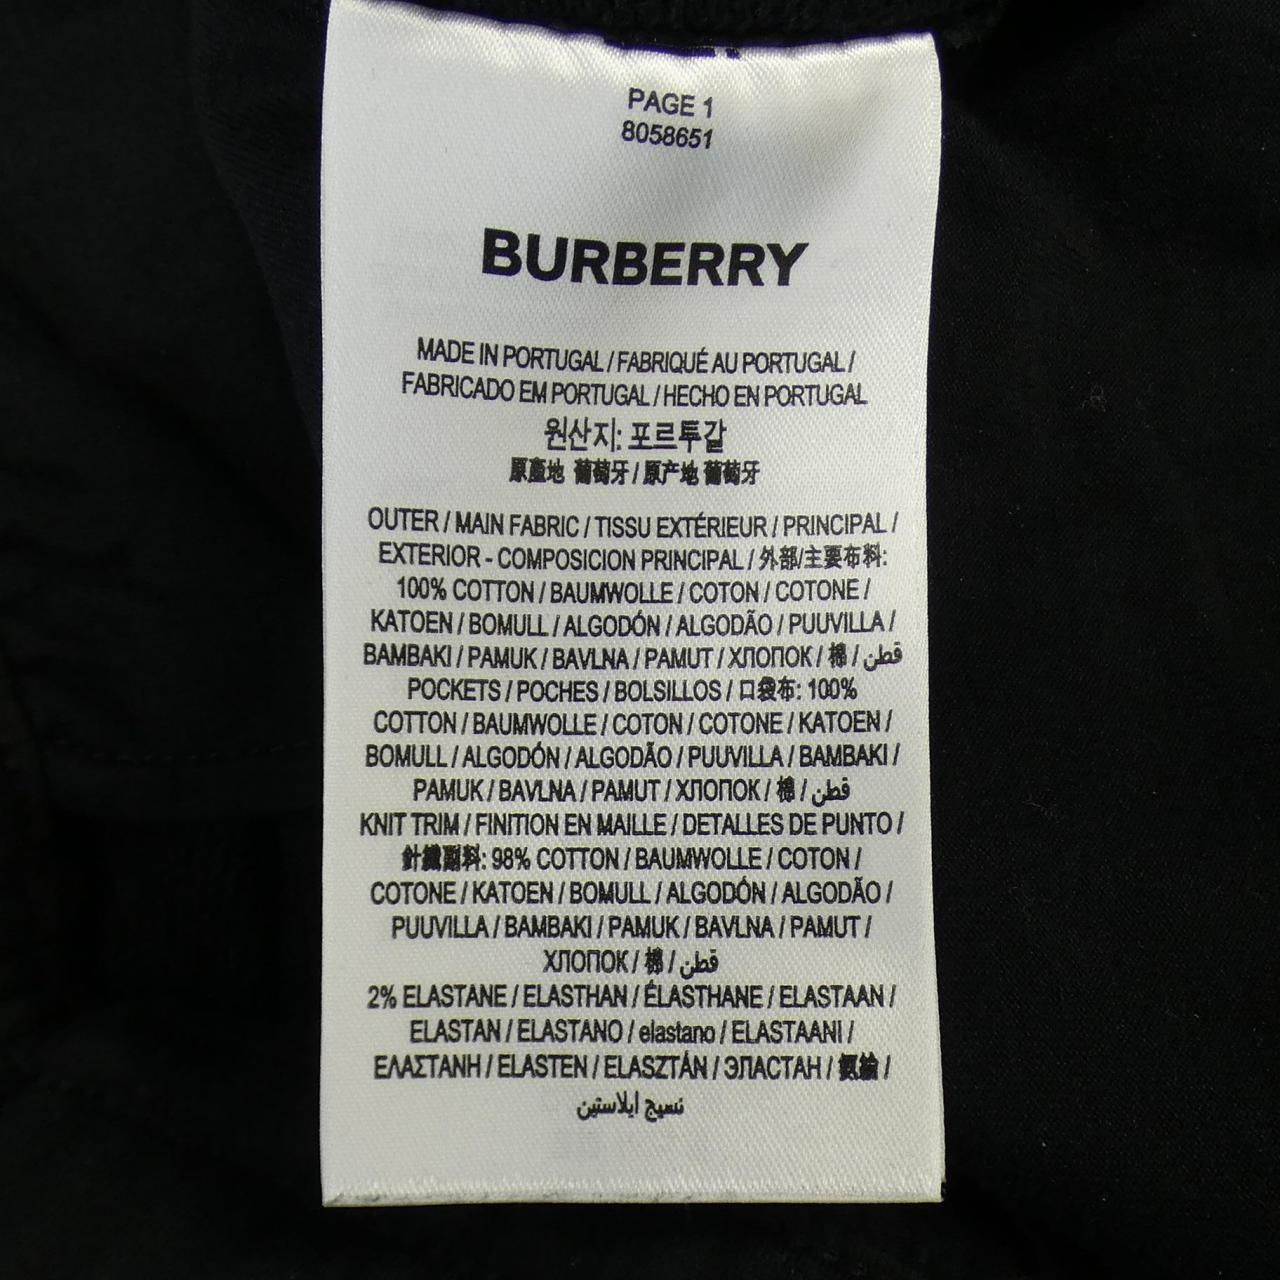 PAGE 1
8058651
BURBERRY
MADE IN PORTUGAL / FABRIQUÉ AU PORTUGAL /
FABRICADO EM PORTUGAL / HECHO EN PORTUGAL
원산지: 포르투갈
原產地 葡萄牙 / 原产地 葡萄牙
OUTER / MAIN FABRIC / TISSU EXTÉRIEUR / PRINCIPAL /
EXTERIOR - COMPOSICION PRINCIPAL / 外部/主要布料:
100% COTTON / BAUMWOLLE / COTON / COTONE /
KATOEN / BOMULL / ALGODÓN / ALGODÃO / PUUVILLA /
BAMBAKI / PAMUK / BAVLNA / PAMUT / ХЛОПОК / 棉 / قطن
POCKETS / POCHES / BOLSILLOS / 口袋布: 100%
COTTON / BAUMWOLLE / COTON / COTONE / KATOEN /
BOMULL / ALGODÓN / ALGODÃO / PUUVILLA / BAMBAKI /
PAMUK / BAVLNA / PAMUT / ХЛОПОК / 棉 / قطن
KNIT TRIM / FINITION EN MAILLE / DETALLES DE PUNTO /
針織副料: 98% COTTON / BAUMWOLLE / COTON /
COTONE / KATOEN / BOMULL / ALGODÓN / ALGODÃO /
PUUVILLA / BAMBAKI / PAMUK / BAVLNA / PAMUT /
ХЛОПОК / 棉 / قطن
2% ELASTANE / ELASTHAN / ÉLASTHANE / ELASTAAN /
ELASTAN / ELASTANO / elastano / ELASTAANI /
ΕΛΑΣΤΑΝΗ / ELASTEN / ELASZTÁN / ЭЛАСТАН / 氨綸 /
نسيج ايلاستين